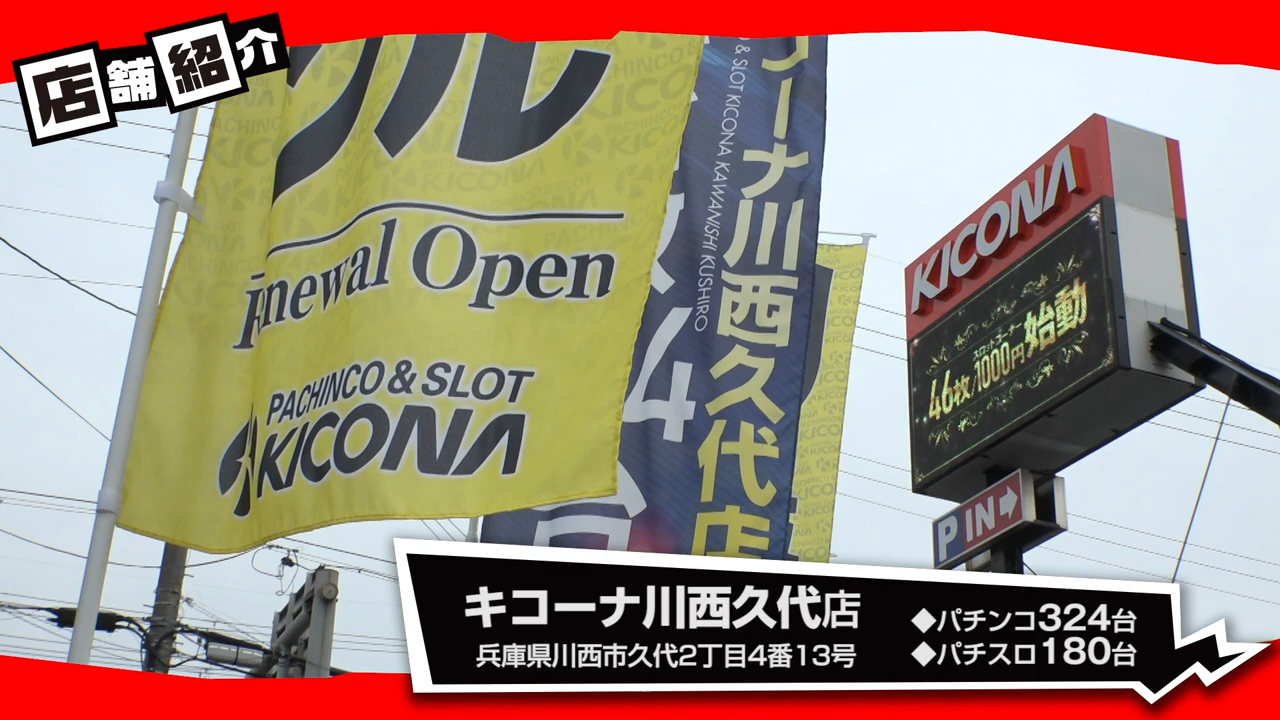 店舗紹介
ル
Renewal Open
PACHINCO & SLOT
KICONA
& SLOT KICONA KAWANISHI KUSHIRO
コーナ川西久代店
4
台
KICONA
スロットコーナー
46枚/1000円始動
P IN→
キコーナ川西久代店
兵庫県川西市久代2丁目4番13号
◆パチンコ324台
◆パチスロ180台